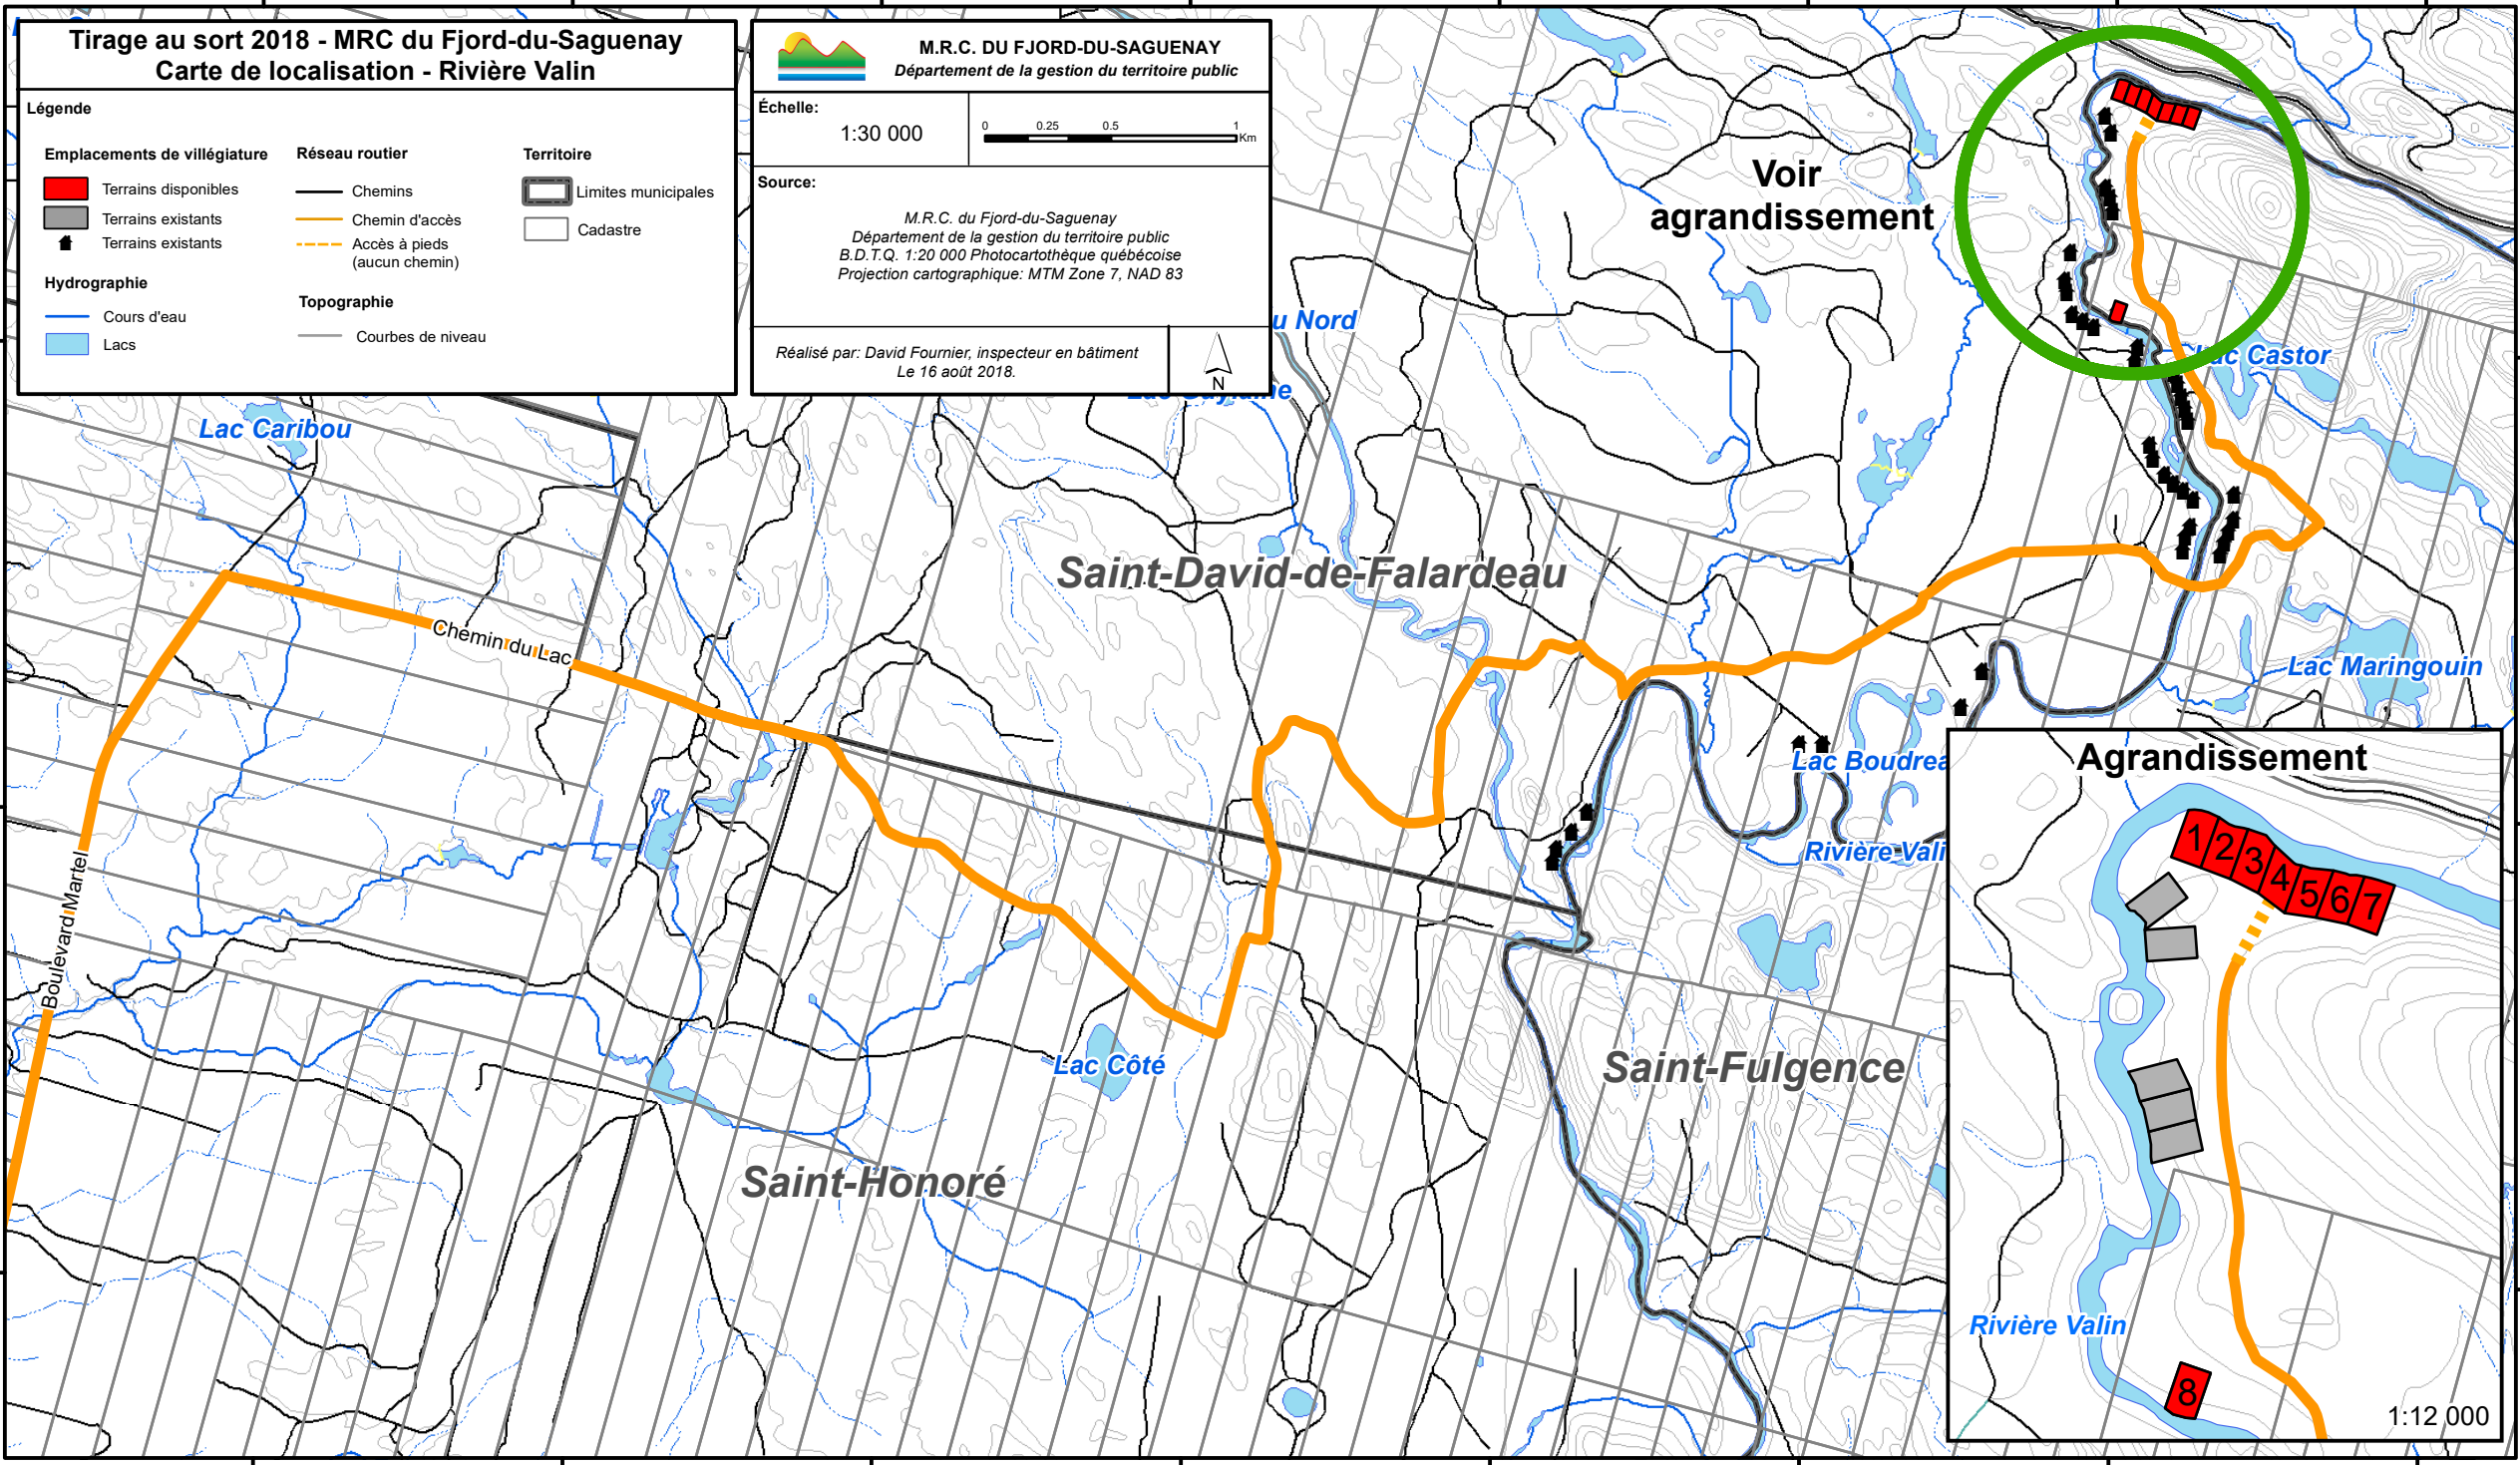 Tirage au sort 2018 - MRC du Fjord-du-Saguenay
Carte de localisation - Rivière Valin
Légende
Emplacements de villégiature
Terrains disponibles
Terrains existants
Terrains existants
Hydrographie
Cours d'eau
Lacs
Réseau routier
Chemins
Chemin d'accès
Accès à pieds
(aucun chemin)
Topographie
Courbes de niveau
Territoire
Limites municipales
Cadastre
M.R.C. DU FJORD-DU-SAGUENAY
Département de la gestion du territoire public
Échelle:
1:30 000
0 0.25 0.5 1
Km
Source:
M.R.C. du Fjord-du-Saguenay
Département de la gestion du territoire public
B.D.T.Q. 1:20 000 Photocartothèque québécoise
Projection cartographique: MTM Zone 7, NAD 83
Réalisé par: David Fournier, inspecteur en bâtiment
Le 16 août 2018.
N
Voir
agrandissement
u Nord
Lac Castor
Lac Caribou
Saint-David-de-Falardeau
Chemin du Lac
Lac Maringouin
Lac Boudrea
Rivière Vali
Boulevard Martel
Lac Côté
Saint-Fulgence
Saint-Honoré
Agrandissement
1
2
3
4
5
6
7
Rivière Valin
8
1:12 000